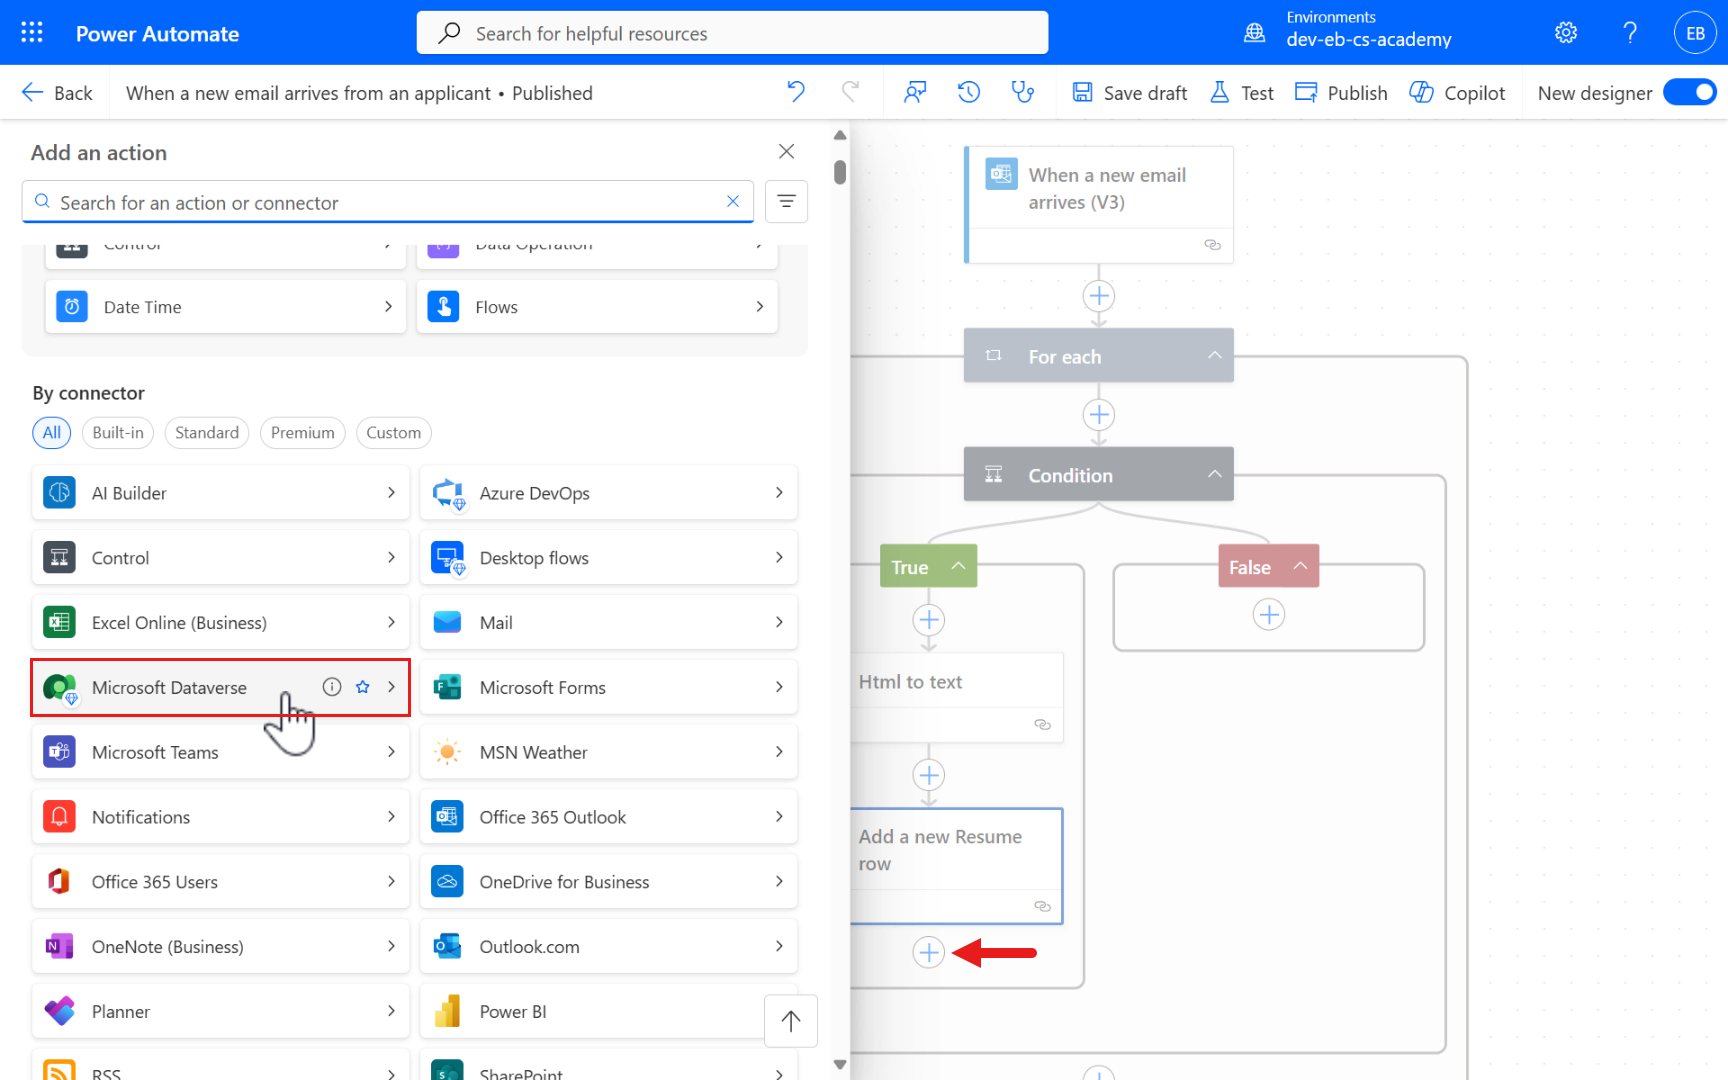 Power Automate
Search for helpful resources
Environments
dev-eb-cs-academy
?
EB
Back
When a new email arrives from an applicant • Published
Save draft
Test
Publish
Copilot
New designer
Add an action
Search for an action or connector
Control
Data Operation
Date Time
Flows
By connector
All
Built-in
Standard
Premium
Custom
AI Builder
Azure DevOps
Control
Desktop flows
Excel Online (Business)
Mail
Microsoft Dataverse
Microsoft Forms
Microsoft Teams
MSN Weather
Notifications
Office 365 Outlook
Office 365 Users
OneDrive for Business
OneNote (Business)
Outlook.com
Planner
Power BI
RSS
SharePoint
When a new email
arrives (V3)
For each
Condition
True
False
Html to text
Add a new Resume
row